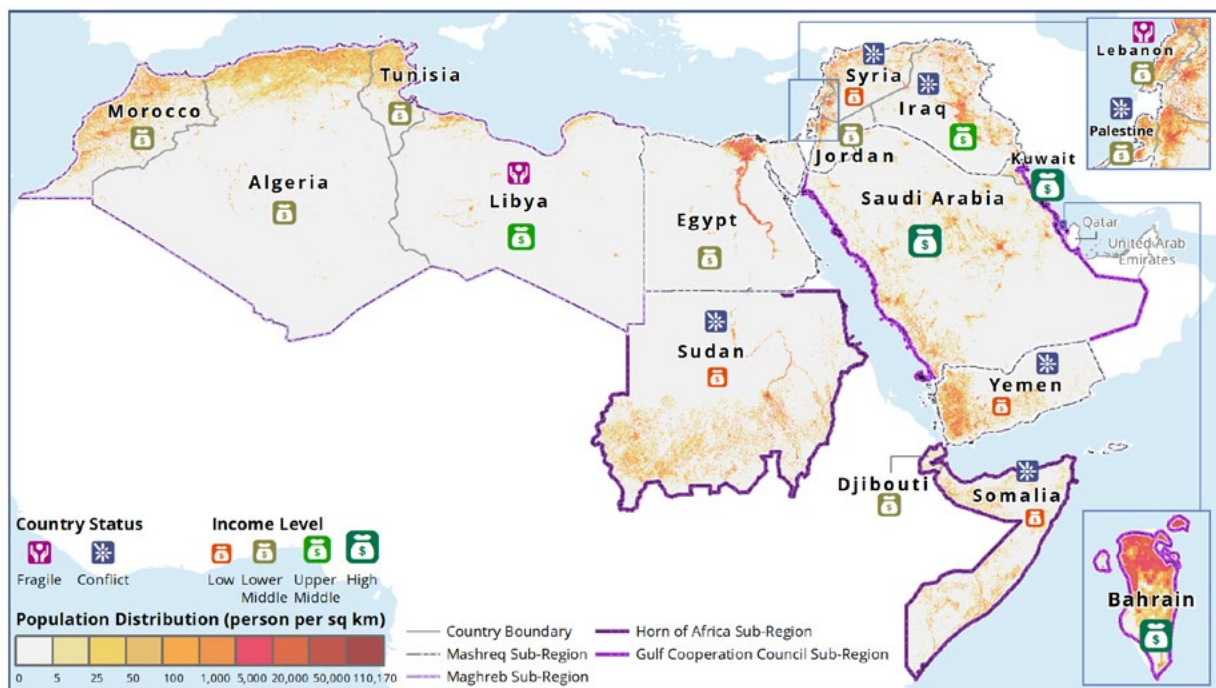 Lebanon
Palestine
Syria
Iraq
Tunisia
Morocco
Jordan
Kuwait
Algeria
Libya
Egypt
Saudi Arabia
Qatar
United Arab
Emirates
Sudan
Yemen
Djibouti
Somalia
Bahrain
Country Status
Fragile
Conflict
Income Level
Low
Lower
Middle
Upper
Middle
High
Population Distribution (person per sq km)
0 5 25 50 100 1,000 5,000 20,000 50,000 110,170
Country Boundary
Mashreq Sub-Region
Maghreb Sub-Region
Horn of Africa Sub-Region
Gulf Cooperation Council Sub-Region